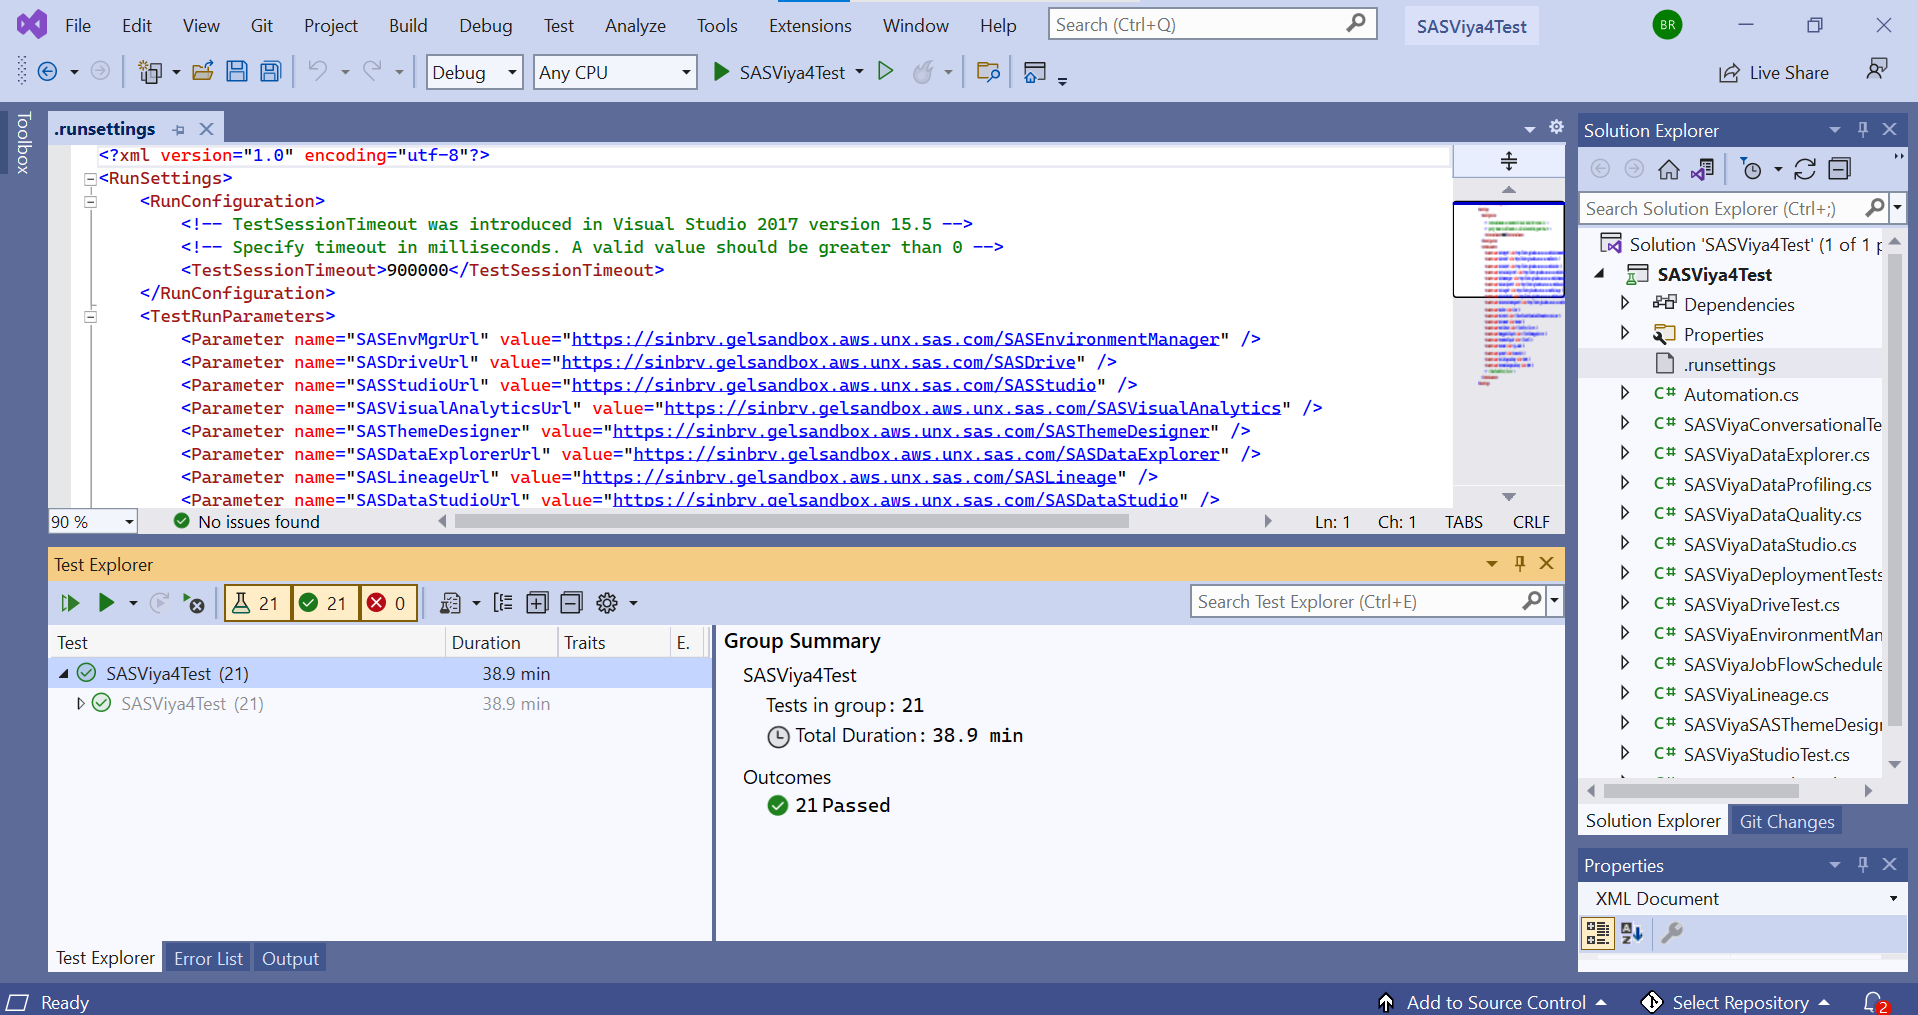 File Edit View Git Project Build Debug Test Analyze Tools Extensions Window Help Search (Ctrl+Q) SASViya4Test BR
Debug Any CPU SASViya4Test Live Share
Toolbox
.runsettings
<?xml version="1.0" encoding="utf-8"?>
<RunSettings>
<RunConfiguration>
<!-- TestSessionTimeout was introduced in Visual Studio 2017 version 15.5 -->
<!-- Specify timeout in milliseconds. A valid value should be greater than 0 -->
<TestSessionTimeout>900000</TestSessionTimeout>
</RunConfiguration>
<TestRunParameters>
<Parameter name="SASEnvMgrUrl" value="https://sinbrv.gelsandbox.aws.unx.sas.com/SASEnvironmentManager" />
<Parameter name="SASDriveUrl" value="https://sinbrv.gelsandbox.aws.unx.sas.com/SASDrive" />
<Parameter name="SASStudioUrl" value="https://sinbrv.gelsandbox.aws.unx.sas.com/SASStudio" />
<Parameter name="SASVisualAnalyticsUrl" value="https://sinbrv.gelsandbox.aws.unx.sas.com/SASVisualAnalytics" />
<Parameter name="SASThemeDesigner" value="https://sinbrv.gelsandbox.aws.unx.sas.com/SASThemeDesigner" />
<Parameter name="SASDataExplorerUrl" value="https://sinbrv.gelsandbox.aws.unx.sas.com/SASDataExplorer" />
<Parameter name="SASLineageUrl" value="https://sinbrv.gelsandbox.aws.unx.sas.com/SASLineage" />
<Parameter name="SASDataStudioUrl" value="https://sinbrv.gelsandbox.aws.unx.sas.com/SASDataStudio" />
90 % No issues found Ln: 1 Ch: 1 TABS CRLF
Test Explorer
21 21 0 Search Test Explorer (Ctrl+E)
Test Duration Traits E.
SASViya4Test (21) 38.9 min
SASViya4Test (21) 38.9 min
Group Summary
SASViya4Test
Tests in group: 21
Total Duration: 38.9 min
Outcomes
21 Passed
Test Explorer Error List Output
Solution Explorer
Search Solution Explorer (Ctrl+;)
Solution 'SASViya4Test' (1 of 1 p
SASViya4Test
Dependencies
Properties
.runsettings
C# Automation.cs
C# SASViyaConversationalTe
C# SASViyaDataExplorer.cs
C# SASViyaDataProfiling.cs
C# SASViyaDataQuality.cs
C# SASViyaDataStudio.cs
C# SASViyaDeploymentTests
C# SASViyaDriveTest.cs
C# SASViyaEnvironmentMan
C# SASViyaJobFlowSchedule
C# SASViyaLineage.cs
C# SASViyaSASThemeDesign
C# SASViyaStudioTest.cs
Solution Explorer Git Changes
Properties
XML Document
Ready Add to Source Control Select Repository 2